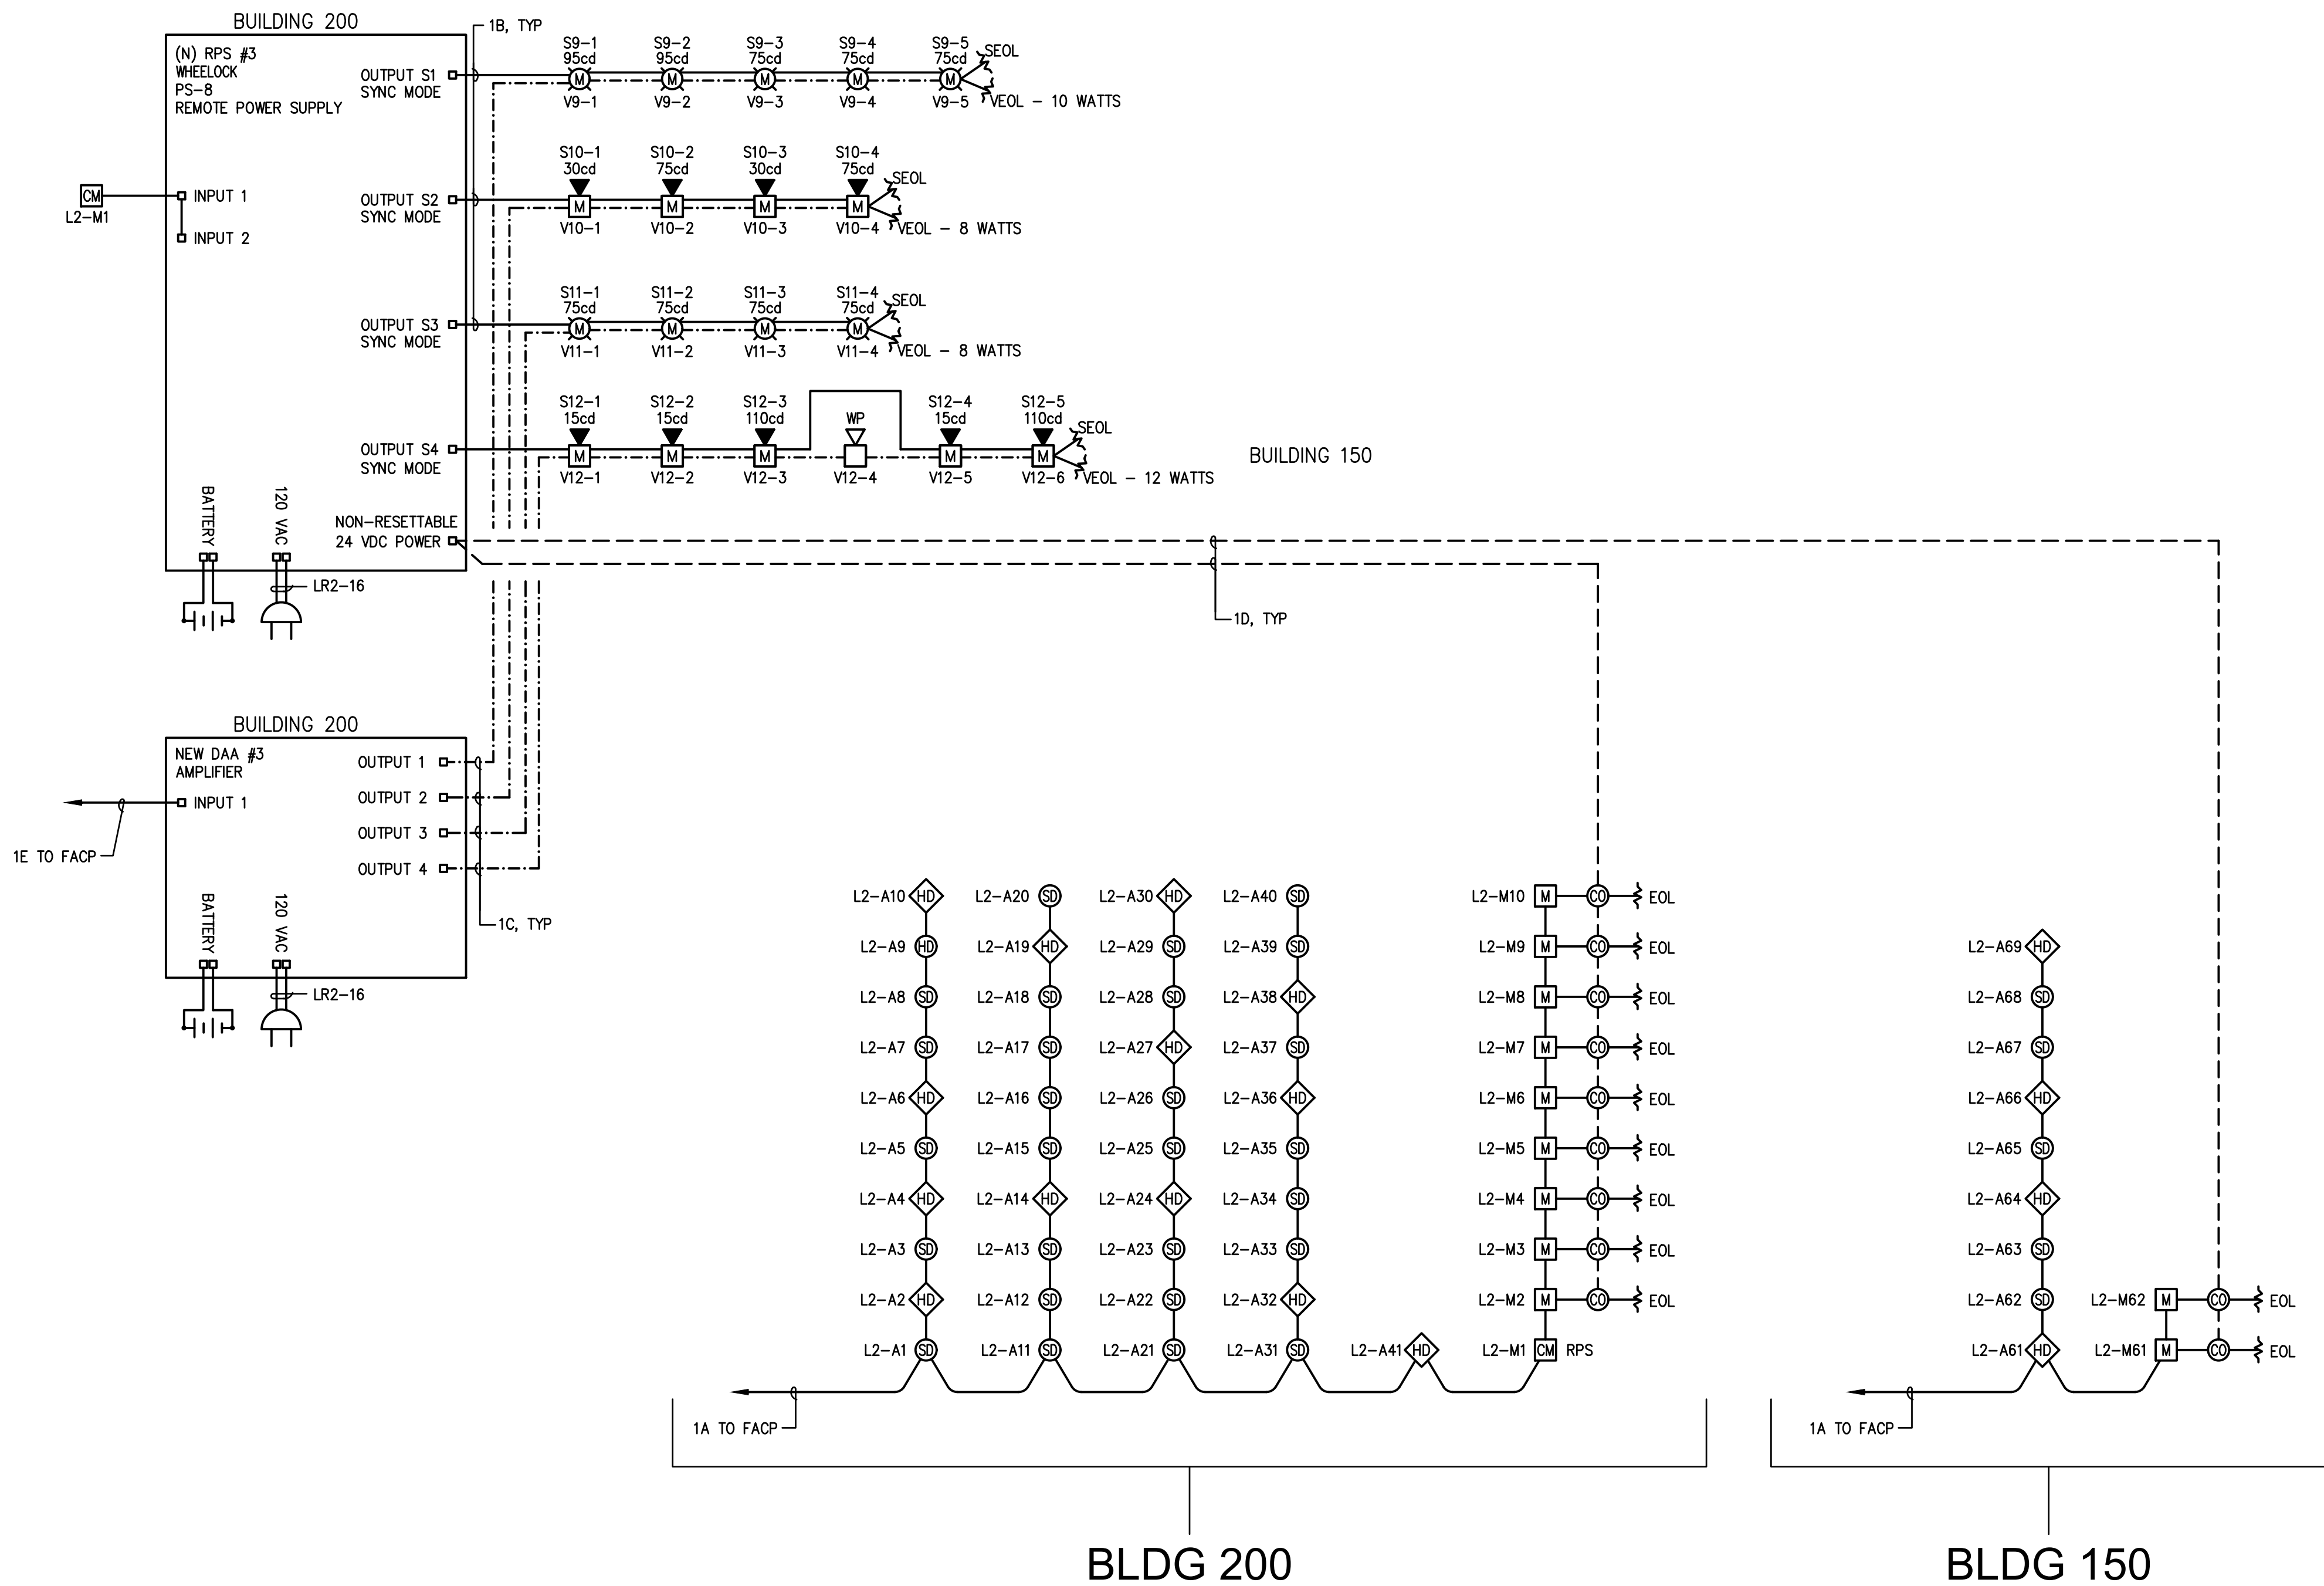 BUILDING 200
(N) RPS #3
WHEELOCK
PS-8
REMOTE POWER SUPPLY
OUTPUT S1
SYNC MODE
INPUT 1
INPUT 2
OUTPUT S2
SYNC MODE
OUTPUT S3
SYNC MODE
OUTPUT S4
SYNC MODE
NON-RESETTABLE
24 VDC POWER
BATTERY
120 VAC
LR2-16
CM
L2-M1
1B, TYP
S9-1 S9-2 S9-3 S9-4 S9-5
95cd 95cd 75cd 75cd 75cd
SEOL
M M M M M
V9-1 V9-2 V9-3 V9-4 V9-5
VEOL - 10 WATTS
S10-1 S10-2 S10-3 S10-4
30cd 75cd 30cd 75cd
SEOL
M M M M
V10-1 V10-2 V10-3 V10-4
VEOL - 8 WATTS
S11-1 S11-2 S11-3 S11-4
75cd 75cd 75cd 75cd
SEOL
M M M M
V11-1 V11-2 V11-3 V11-4
VEOL - 8 WATTS
S12-1 S12-2 S12-3 S12-4 S12-5
15cd 15cd 110cd WP 15cd 110cd
SEOL
M M M M M
V12-1 V12-2 V12-3 V12-4 V12-5 V12-6
VEOL - 12 WATTS
BUILDING 150
1D, TYP
BUILDING 200
NEW DAA #3
AMPLIFIER
INPUT 1
OUTPUT 1
OUTPUT 2
OUTPUT 3
OUTPUT 4
BATTERY
120 VAC
LR2-16
1E TO FACP
1C, TYP
L2-A10 HD L2-A20 SD L2-A30 HD L2-A40 SD L2-M10 M CO EOL
L2-A9 HD L2-A19 HD L2-A29 SD L2-A39 SD L2-M9 M CO EOL L2-A69 HD
L2-A8 SD L2-A18 SD L2-A28 SD L2-A38 HD L2-M8 M CO EOL L2-A68 SD
L2-A7 SD L2-A17 SD L2-A27 HD L2-A37 SD L2-M7 M CO EOL L2-A67 SD
L2-A6 HD L2-A16 SD L2-A26 SD L2-A36 HD L2-M6 M CO EOL L2-A66 HD
L2-A5 SD L2-A15 SD L2-A25 SD L2-A35 SD L2-M5 M CO EOL L2-A65 SD
L2-A4 HD L2-A14 HD L2-A24 HD L2-A34 SD L2-M4 M CO EOL L2-A64 HD
L2-A3 SD L2-A13 SD L2-A23 SD L2-A33 SD L2-M3 M CO EOL L2-A63 SD
L2-A2 HD L2-A12 SD L2-A22 SD L2-A32 HD L2-M2 M CO EOL L2-A62 SD L2-M62 M CO EOL
L2-A1 SD L2-A11 SD L2-A21 SD L2-A31 SD L2-A41 HD L2-M1 CM RPS L2-A61 HD L2-M61 M CO EOL
1A TO FACP
1A TO FACP
BLDG 200
BLDG 150